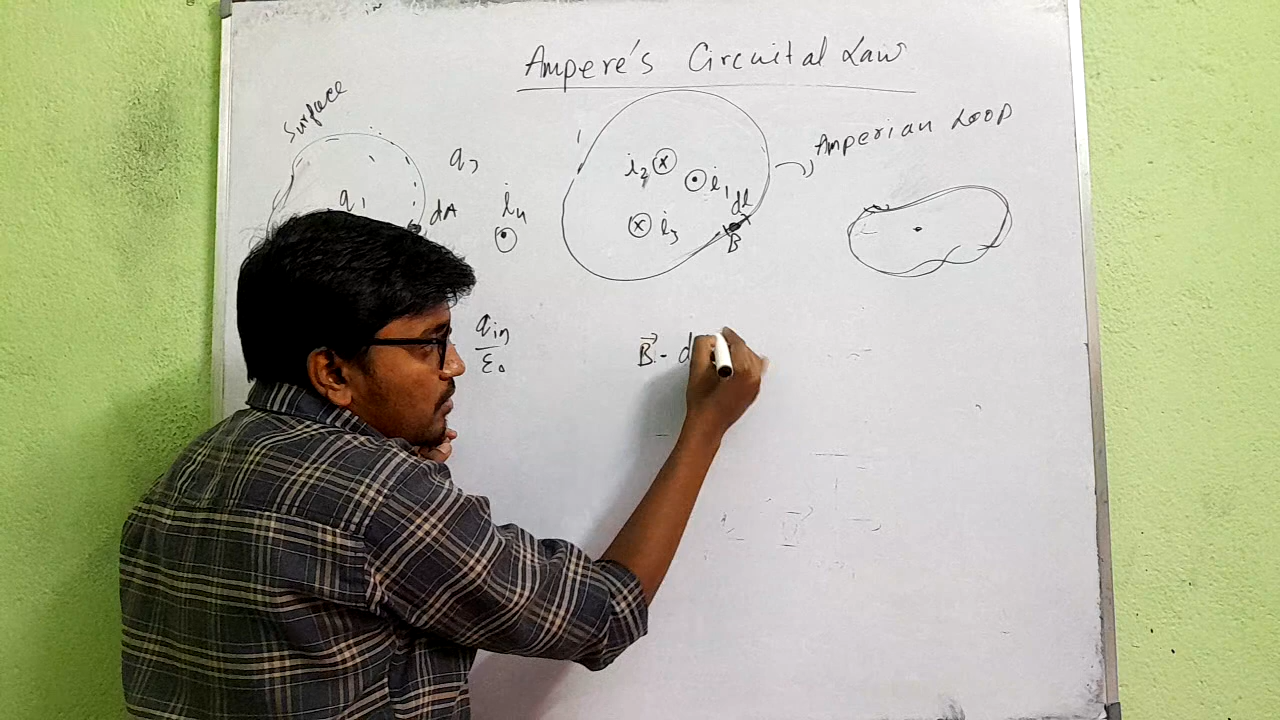 Ampere's Circuital Law
Surface
Amperian Loop
q2
q1
dA
i4
i2
i1
i3
dl
B
qin
ε0
B⃗ · d